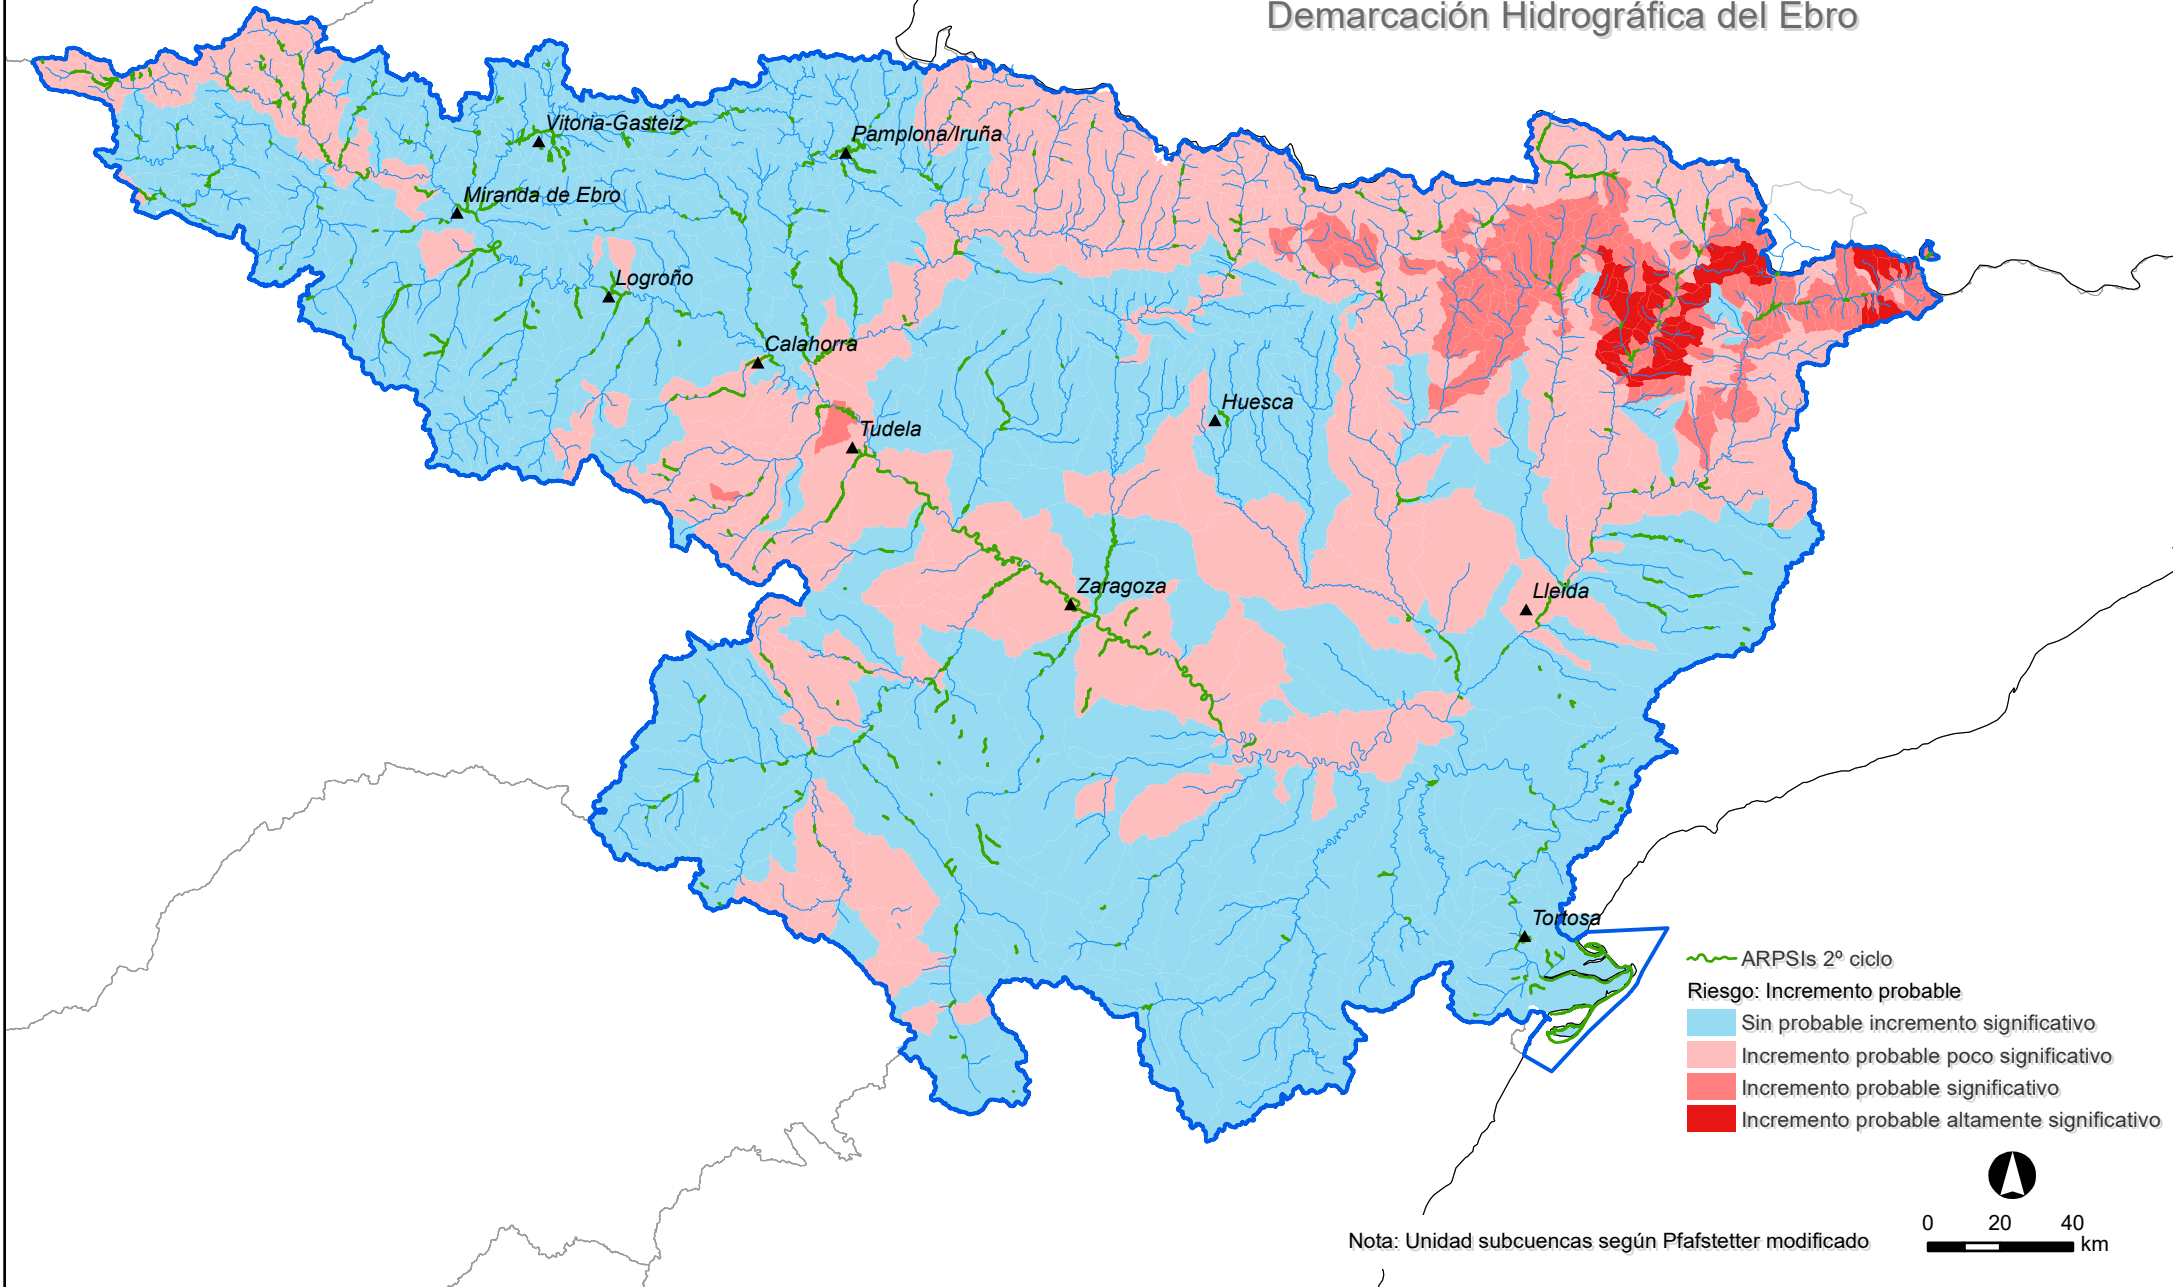 Demarcación Hidrográfica del Ebro
Vitoria-Gasteiz
Pamplona/Iruña
Miranda de Ebro
Logroño
Calahorra
Huesca
Tudela
Zaragoza
Lleida
Tortosa
ARPSIs 2º ciclo
Riesgo: Incremento probable
Sin probable incremento significativo
Incremento probable poco significativo
Incremento probable significativo
Incremento probable altamente significativo
0 20 40
km
Nota: Unidad subcuencas según Pfafstetter modificado